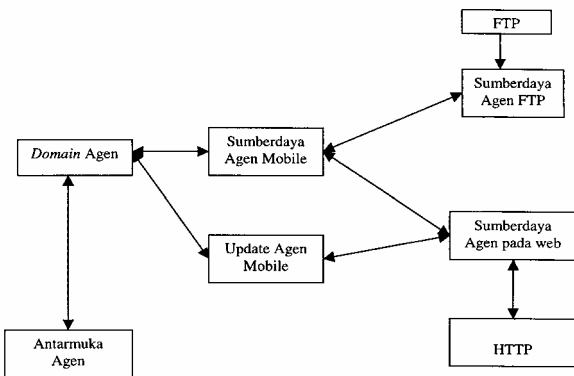 FTP
Sumberdaya
Agen FTP
Domain Agen
Sumberdaya
Agen Mobile
Update Agen
Mobile
Sumberdaya
Agen pada web
Antarmuka
Agen
HTTP